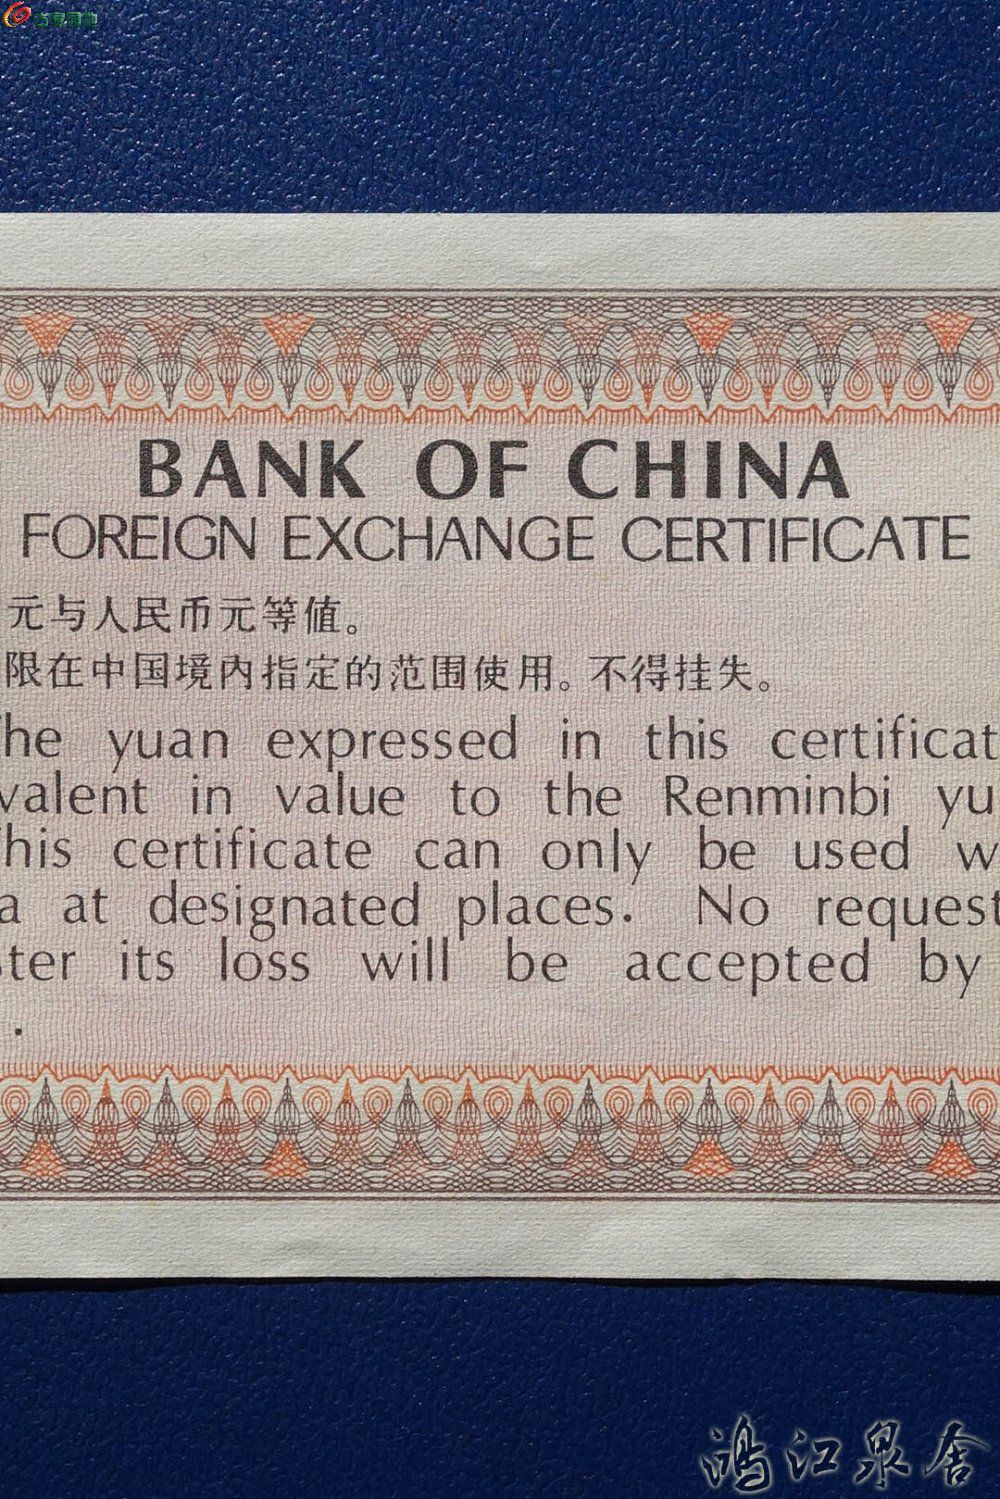 BANK OF CHINA
FOREIGN EXCHANGE CERTIFICATE
元与人民币元等值。
限在中国境内指定的范围使用。不得挂失。
he yuan expressed in this certificat
valent in value to the Renminbi yu
his certificate can only be used w
a at designated places. No request
ster its loss will be accepted by
.
鸿江泉舍